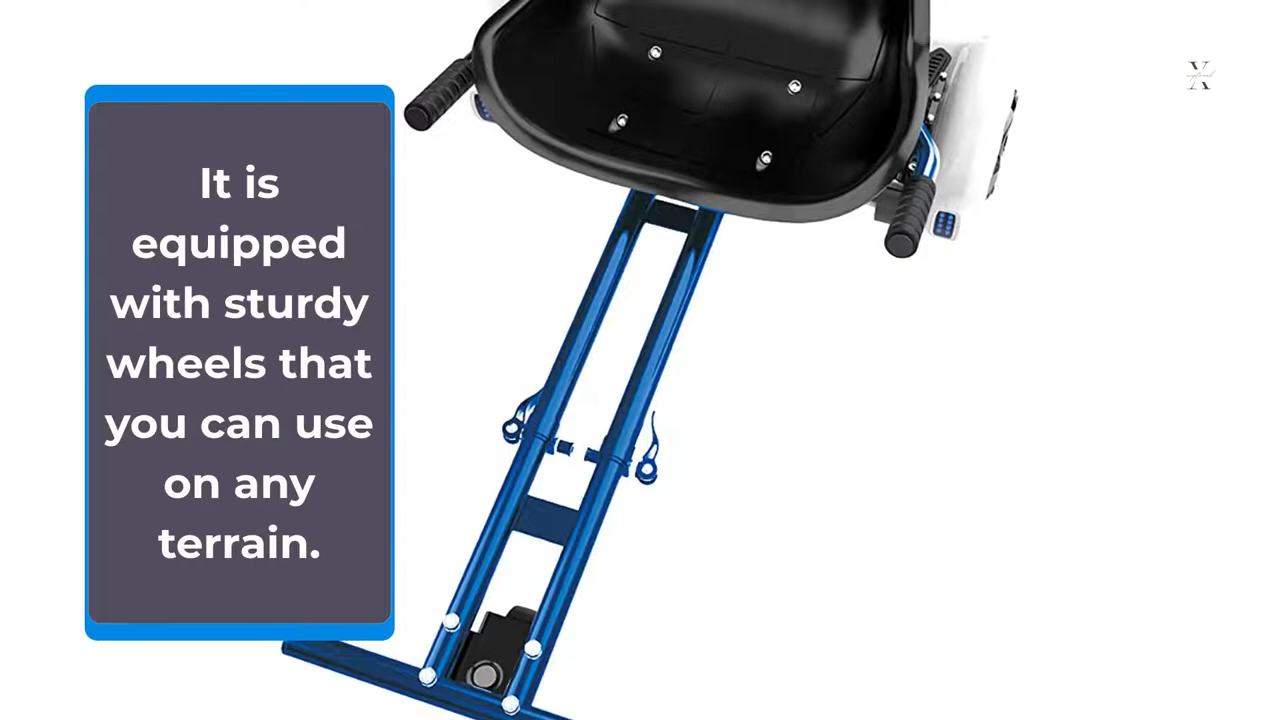 It is
equipped
with sturdy
wheels that
you can use
on any
terrain.